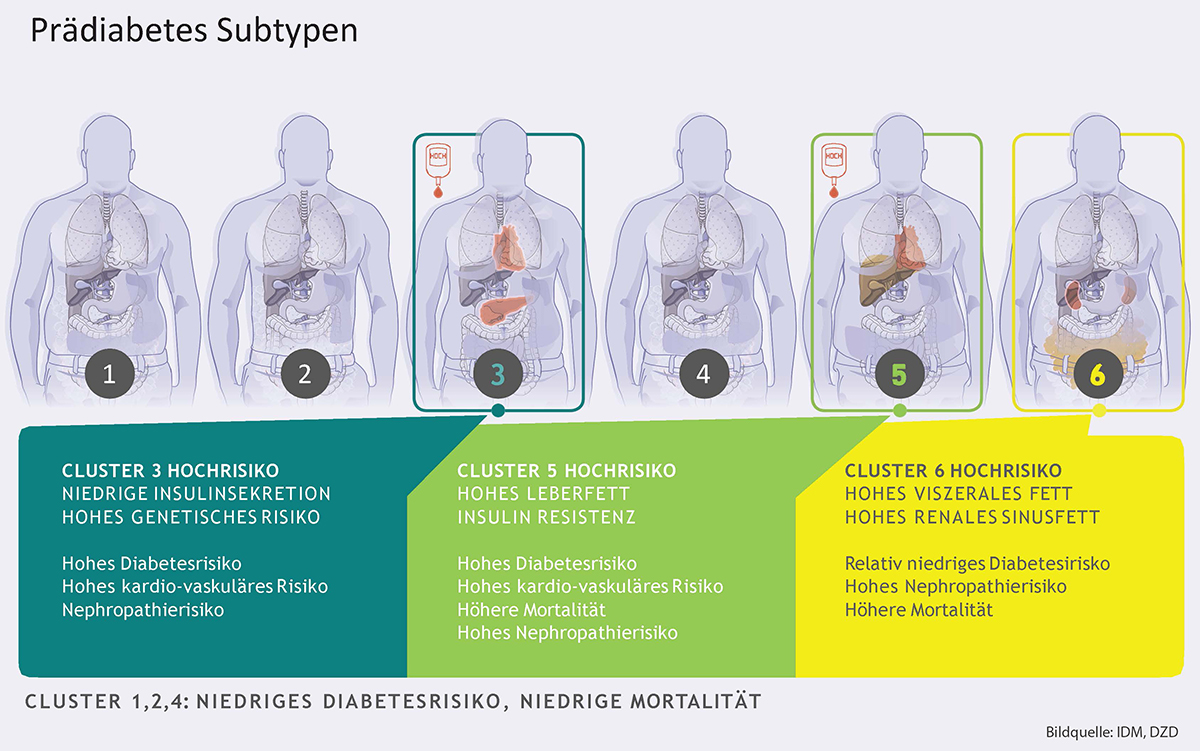 Prädiabetes Subtypen
HOCH
HOCH
1
2
3
4
5
6
CLUSTER 3 HOCHRISIKO
NIEDRIGE INSULINSEKRETION
HOHES GENETISCHES RISIKO
Hohes Diabetesrisiko
Hohes kardio-vaskuläres Risiko
Nephropathierisiko
CLUSTER 5 HOCHRISIKO
HOHES LEBERFETT
INSULIN RESISTENZ
Hohes Diabetesrisiko
Hohes kardio-vaskuläres Risiko
Höhere Mortalität
Hohes Nephropathierisiko
CLUSTER 6 HOCHRISIKO
HOHES VISZERALES FETT
HOHES RENALES SINUSFETT
Relativ niedriges Diabetesirisko
Hohes Nephropathierisiko
Höhere Mortalität
CLUSTER 1,2,4: NIEDRIGES DIABETESRISIKO, NIEDRIGE MORTALITÄT
Bildquelle: IDM, DZD